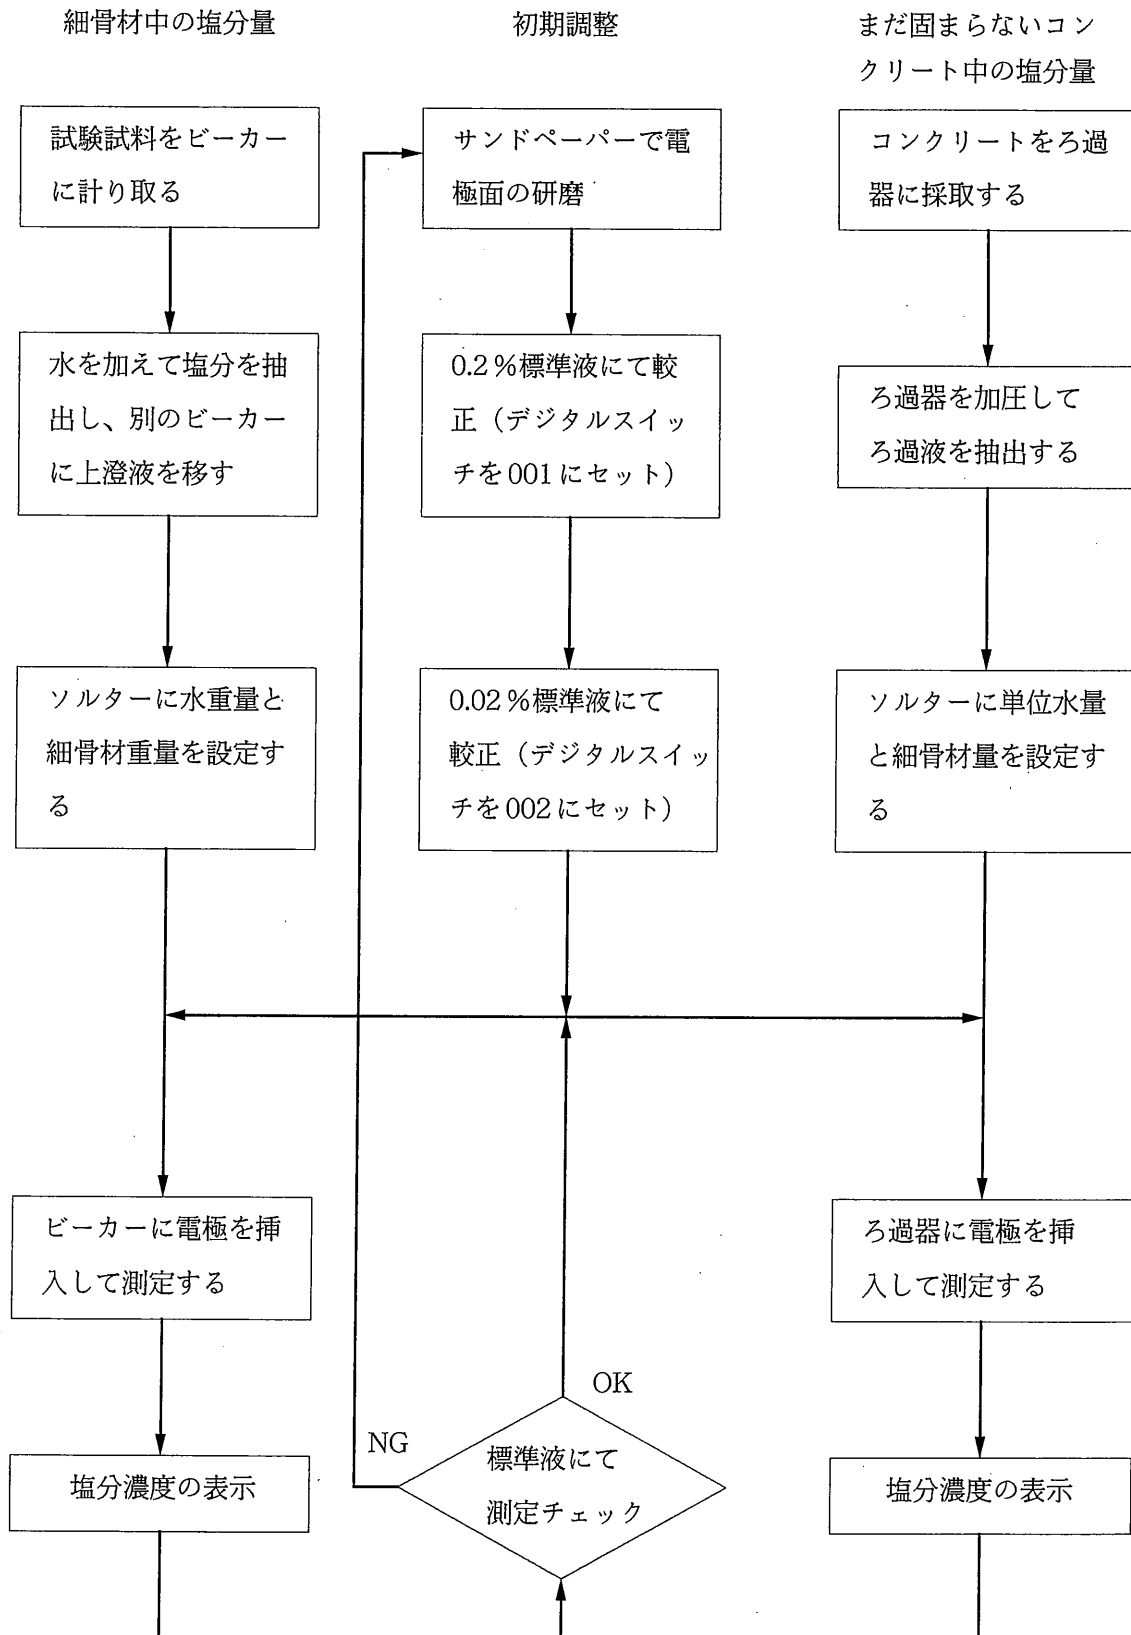 細骨材中の塩分量
試験試料をビーカー
に計り取る
水を加えて塩分を抽
出し、別のビーカー
に上澄液を移す
ソルターに水重量と
細骨材重量を設定す
る
ビーカーに電極を挿
入して測定する
塩分濃度の表示
初期調整
サンドペーパーで電
極面の研磨
0.2%標準液にて較
正（デジタルスイッ
チを001にセット）
0.02%標準液にて
較正（デジタルスイッ
チを002にセット）
OK
NG
標準液にて
測定チェック
まだ固まらないコン
クリート中の塩分量
コンクリートをろ過
器に採取する
ろ過器を加圧して
ろ過液を抽出する
ソルターに単位水量
と細骨材量を設定す
る
ろ過器に電極を挿
入して測定する
塩分濃度の表示